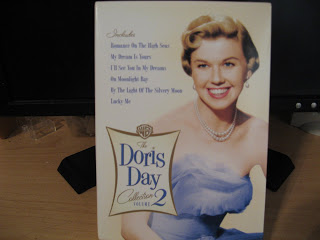 Includes
Romance On The High Seas
My Dream Is Yours
I'll See You In My Dreams
On Moonlight Bay
By The Light Of The Silvery Moon
Lucky Me
WB
The
Doris
Day
Collection
VOLUME 2